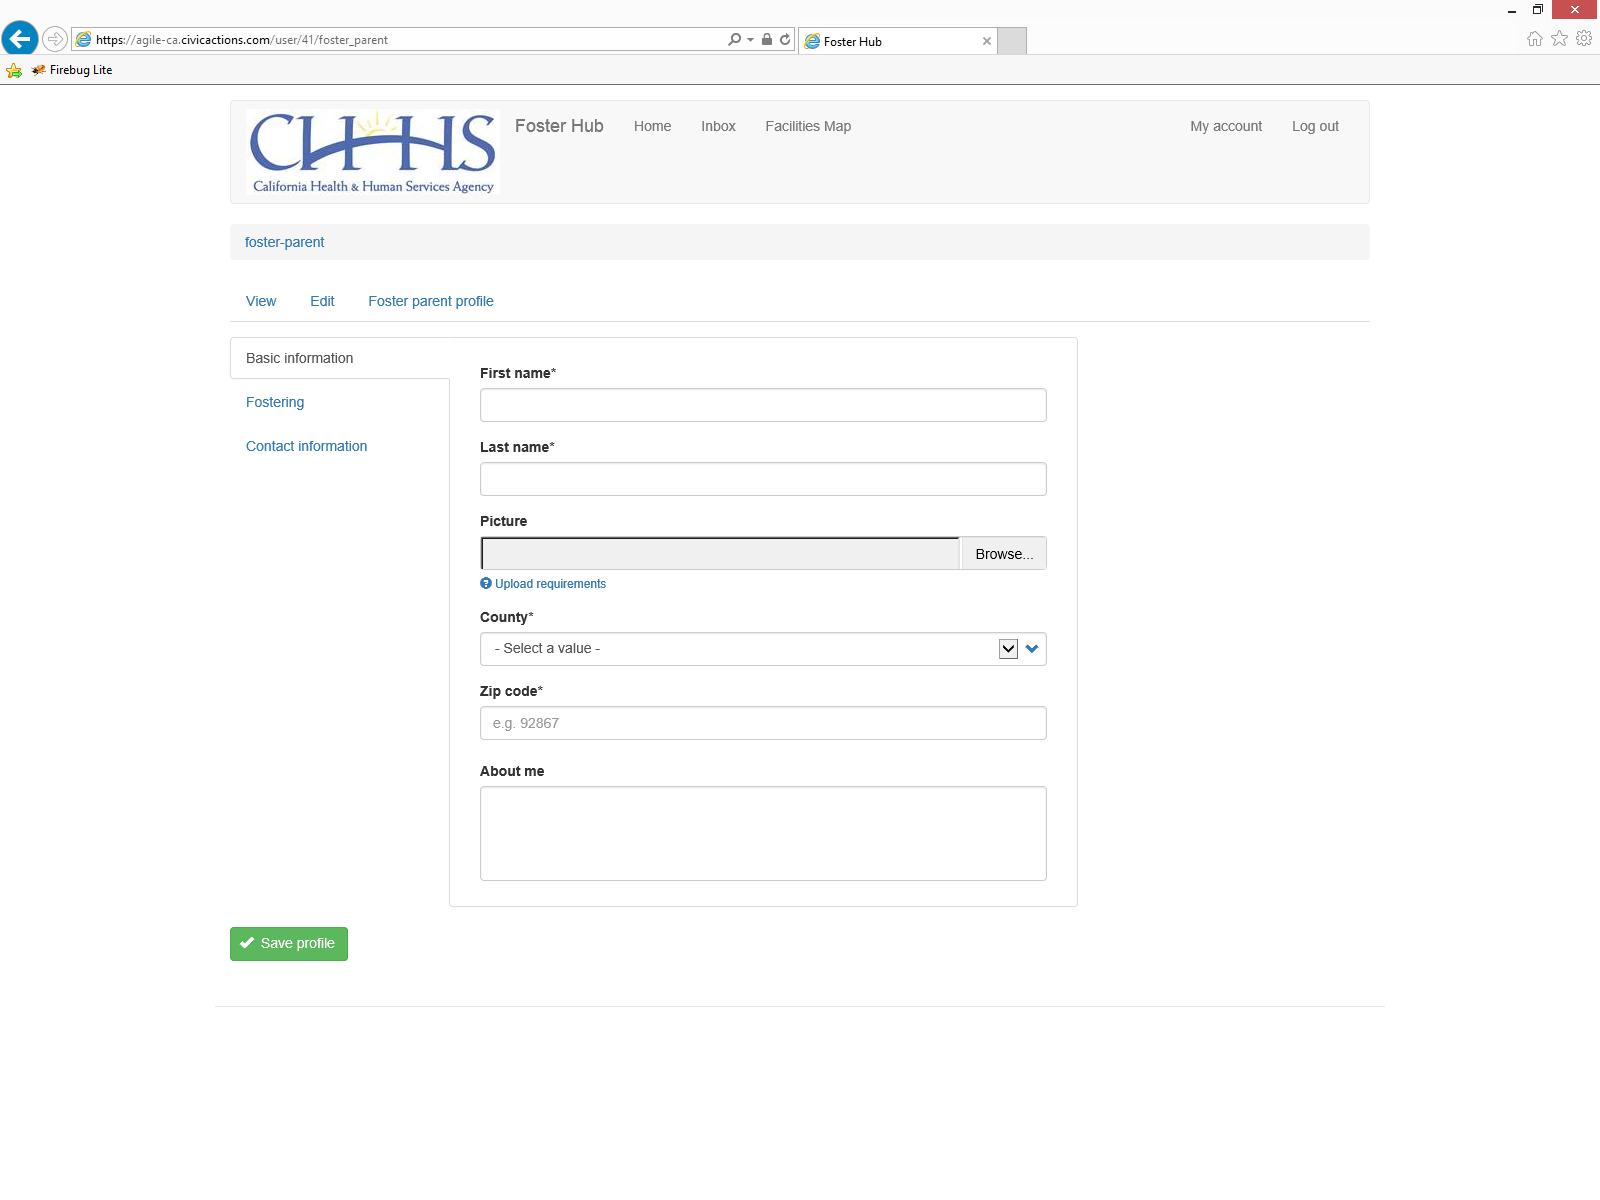 https://agile-ca.civicactions.com/user/41/foster_parent
Foster Hub
Firebug Lite
CHHS
California Health & Human Services Agency
Foster Hub
Home
Inbox
Facilities Map
My account
Log out
foster-parent
View
Edit
Foster parent profile
Basic information
Fostering
Contact information
First name*
Last name*
Picture
Browse...
Upload requirements
County*
- Select a value -
Zip code*
e.g. 92867
About me
Save profile